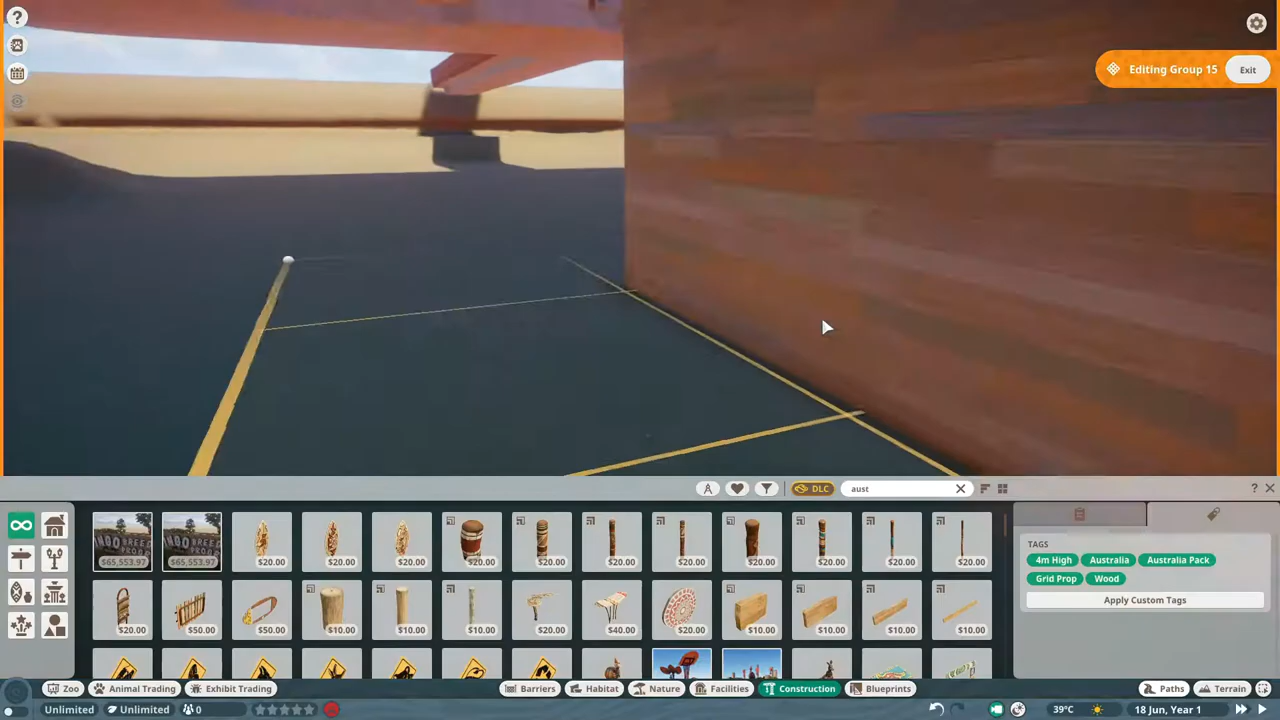 ?
Editing Group 15
Exit
DLC
aust
?
$65,553.97
$65,553.97
$20.00
$20.00
$20.00
$20.00
$20.00
$20.00
$20.00
$20.00
$20.00
$20.00
$20.00
$20.00
$50.00
$50.00
$10.00
$10.00
$10.00
$20.00
$40.00
$20.00
$10.00
$10.00
$10.00
$10.00
TAGS
4m High
Australia
Australia Pack
Grid Prop
Wood
Apply Custom Tags
Zoo
Animal Trading
Exhibit Trading
Barriers
Habitat
Nature
Facilities
Construction
Blueprints
Paths
Terrain
Unlimited
Unlimited
0
39°C
18 Jun, Year 1